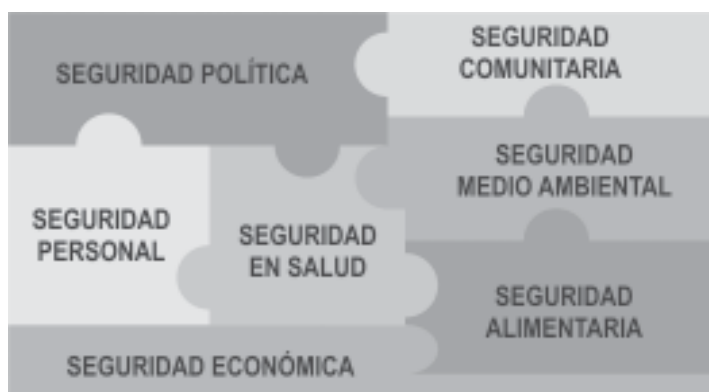 SEGURIDAD POLÍTICA
SEGURIDAD
COMUNITARIA
SEGURIDAD
MEDIO AMBIENTAL
SEGURIDAD
PERSONAL
SEGURIDAD
EN SALUD
SEGURIDAD
ALIMENTARIA
SEGURIDAD ECONÓMICA